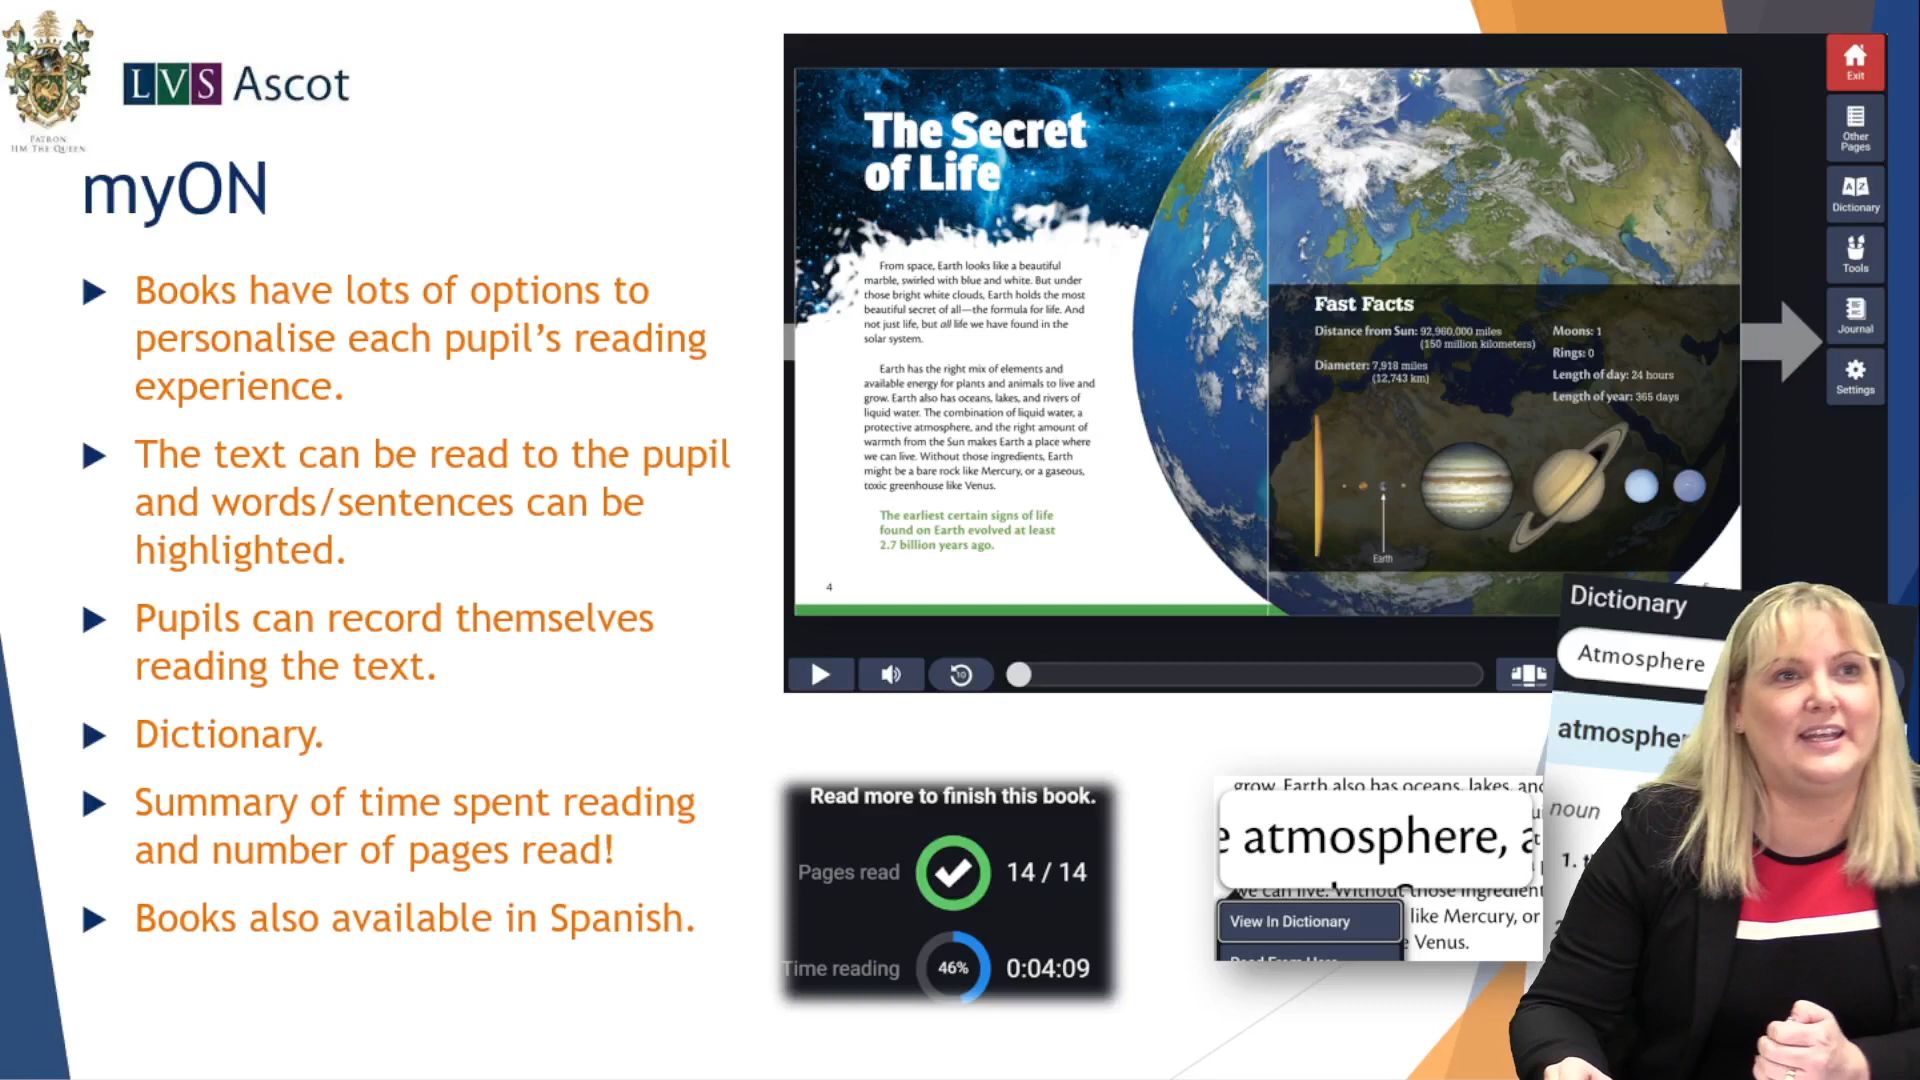 PATRON
HM THE QUEEN
LVS Ascot
myON
Books have lots of options to
personalise each pupil's reading
experience.
The text can be read to the pupil
and words/sentences can be
highlighted.
Pupils can record themselves
reading the text.
Dictionary.
Summary of time spent reading
and number of pages read!
Books also available in Spanish.
The Secret
of Life
From space, Earth looks like a beautiful
marble, swirled with blue and white. But under
those bright white clouds, Earth holds the most
beautiful secret of all—the formula for life. And
not just life, but all life we have found in the
solar system.
Earth has the right mix of elements and
available energy for plants and animals to live and
grow. Earth also has oceans, lakes, and rivers of
liquid water. The combination of liquid water, a
protective atmosphere, and the right amount of
warmth from the Sun makes Earth a place where
we can live. Without those ingredients, Earth
might be a bare rock like Mercury, or a gaseous,
toxic greenhouse like Venus.
The earliest certain signs of life
found on Earth evolved at least
2.7 billion years ago.
4
Fast Facts
Distance from Sun: 92,960,000 miles
(150 million kilometers)
Diameter: 7,918 miles
(12,743 km)
Moons: 1
Rings: 0
Length of day: 24 hours
Length of year: 365 days
Earth
Exit
Other
Pages
AZ
Dictionary
Tools
Journal
Settings
10
Read more to finish this book.
Pages read 14 / 14
Time reading 46% 0:04:09
grow. Earth also has oceans, lakes, and
e atmosphere, a
we can live. Without those ingredient
View In Dictionary
like Mercury, or
e Venus.
Read From Here
Dictionary
Atmosphere
atmosphe
noun
1.